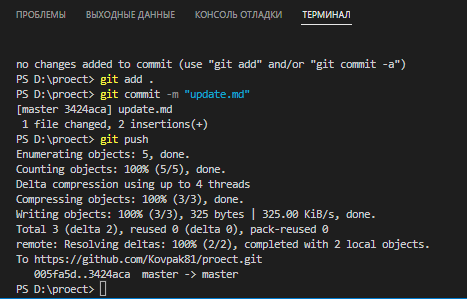 ПРОБЛЕМЫ ВЫХОДНЫЕ ДАННЫЕ КОНСОЛЬ ОТЛАДКИ ТЕРМИНАЛ
no changes added to commit (use "git add" and/or "git commit -a")
PS D:\proect> git add .
PS D:\proect> git commit -m "update.md"
[master 3424aca] update.md
 1 file changed, 2 insertions(+)
PS D:\proect> git push
Enumerating objects: 5, done.
Counting objects: 100% (5/5), done.
Delta compression using up to 4 threads
Compressing objects: 100% (3/3), done.
Writing objects: 100% (3/3), 325 bytes | 325.00 KiB/s, done.
Total 3 (delta 2), reused 0 (delta 0), pack-reused 0
remote: Resolving deltas: 100% (2/2), completed with 2 local objects.
To https://github.com/Kovpak81/proect.git
   005fa5d..3424aca  master -> master
PS D:\proect>